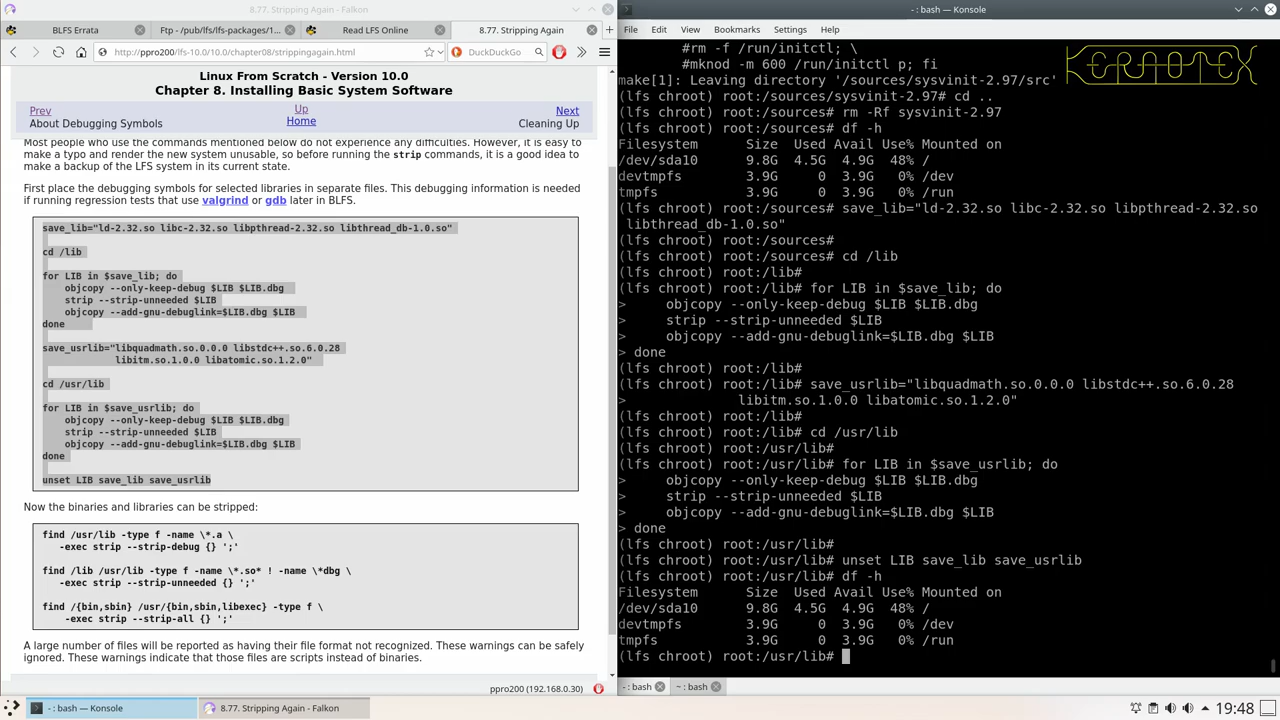 8.77. Stripping Again - Falkon
BLFS Errata
Ftp - /pub/lfs/lfs-packages/1...
Read LFS Online
8.77. Stripping Again
http://ppro200/lfs-10.0/10.0/chapter08/strippingagain.html
DuckDuckGo
Linux From Scratch - Version 10.0
Chapter 8. Installing Basic System Software
Prev
Up
Next
About Debugging Symbols
Home
Cleaning Up
Most people who use the commands mentioned below do not experience any difficulties. However, it is easy to
make a typo and render the new system unusable, so before running the strip commands, it is a good idea to
make a backup of the LFS system in its current state.
First place the debugging symbols for selected libraries in separate files. This debugging information is needed
if running regression tests that use valgrind or gdb later in BLFS.
save_lib="ld-2.32.so libc-2.32.so libpthread-2.32.so libthread_db-1.0.so"
cd /lib
for LIB in $save_lib; do
objcopy --only-keep-debug $LIB $LIB.dbg
strip --strip-unneeded $LIB
objcopy --add-gnu-debuglink=$LIB.dbg $LIB
done
save_usrlib="libquadmath.so.0.0.0 libstdc++.so.6.0.28
libitm.so.1.0.0 libatomic.so.1.2.0"
cd /usr/lib
for LIB in $save_usrlib; do
objcopy --only-keep-debug $LIB $LIB.dbg
strip --strip-unneeded $LIB
objcopy --add-gnu-debuglink=$LIB.dbg $LIB
done
unset LIB save_lib save_usrlib
Now the binaries and libraries can be stripped:
find /usr/lib -type f -name \*.a \
-exec strip --strip-debug {} ';'
find /lib /usr/lib -type f -name \*.so* ! -name \*dbg \
-exec strip --strip-unneeded {} ';'
find /{bin,sbin} /usr/{bin,sbin,libexec} -type f \
-exec strip --strip-all {} ';'
A large number of files will be reported as having their file format not recognized. These warnings can be safely
ignored. These warnings indicate that those files are scripts instead of binaries.
ppro200 (192.168.0.30)
- : bash — Konsole
File Edit View Bookmarks Settings Help
KEROTEX
#rm -f /run/initctl; \
#mknod -m 600 /run/initctl p; fi
make[1]: Leaving directory '/sources/sysvinit-2.97/src'
(lfs chroot) root:/sources/sysvinit-2.97# cd ..
(lfs chroot) root:/sources# rm -Rf sysvinit-2.97
(lfs chroot) root:/sources# df -h
Filesystem Size Used Avail Use% Mounted on
/dev/sda10 9.8G 4.5G 4.9G 48% /
devtmpfs 3.9G 0 3.9G 0% /dev
tmpfs 3.9G 0 3.9G 0% /run
(lfs chroot) root:/sources# save_lib="ld-2.32.so libc-2.32.so libpthread-2.32.so
libthread_db-1.0.so"
(lfs chroot) root:/sources#
(lfs chroot) root:/sources# cd /lib
(lfs chroot) root:/lib#
(lfs chroot) root:/lib# for LIB in $save_lib; do
> objcopy --only-keep-debug $LIB $LIB.dbg
> strip --strip-unneeded $LIB
> objcopy --add-gnu-debuglink=$LIB.dbg $LIB
> done
(lfs chroot) root:/lib#
(lfs chroot) root:/lib# save_usrlib="libquadmath.so.0.0.0 libstdc++.so.6.0.28
> libitm.so.1.0.0 libatomic.so.1.2.0"
(lfs chroot) root:/lib#
(lfs chroot) root:/lib# cd /usr/lib
(lfs chroot) root:/usr/lib#
(lfs chroot) root:/usr/lib# for LIB in $save_usrlib; do
> objcopy --only-keep-debug $LIB $LIB.dbg
> strip --strip-unneeded $LIB
> objcopy --add-gnu-debuglink=$LIB.dbg $LIB
> done
(lfs chroot) root:/usr/lib#
(lfs chroot) root:/usr/lib# unset LIB save_lib save_usrlib
(lfs chroot) root:/usr/lib# df -h
Filesystem Size Used Avail Use% Mounted on
/dev/sda10 9.8G 4.5G 4.9G 48% /
devtmpfs 3.9G 0 3.9G 0% /dev
tmpfs 3.9G 0 3.9G 0% /run
(lfs chroot) root:/usr/lib#
- : bash
~ : bash
- : bash — Konsole
8.77. Stripping Again - Falkon
19:48